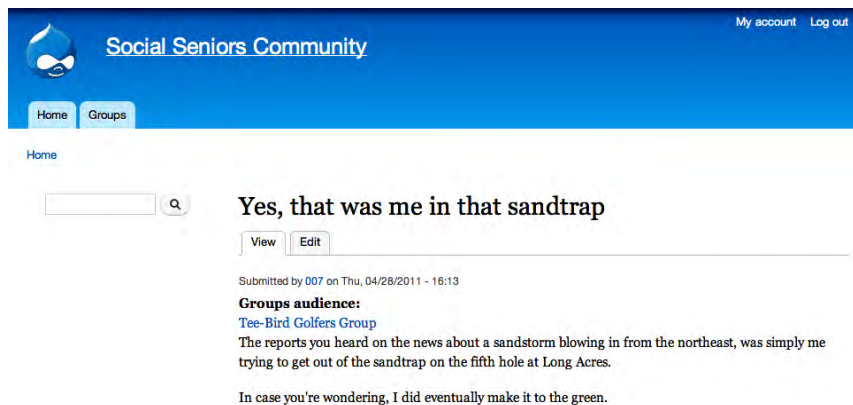 My account Log out
Social Seniors Community
Home Groups
Home
Yes, that was me in that sandtrap
View Edit
Submitted by 007 on Thu, 04/28/2011 - 16:13
Groups audience:
Tee-Bird Golfers Group
The reports you heard on the news about a sandstorm blowing in from the northeast, was simply me
trying to get out of the sandtrap on the fifth hole at Long Acres.
In case you're wondering, I did eventually make it to the green.